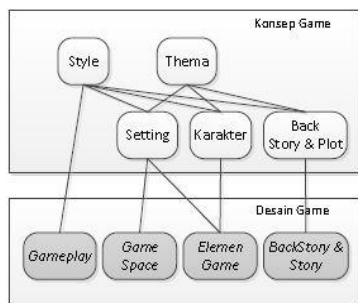 Konsep Game
Style
Thema
Setting
Karakter
Back
Story & Plot
Desain Game
Gameplay
Game
Space
Elemen
Game
BackStory &
Story